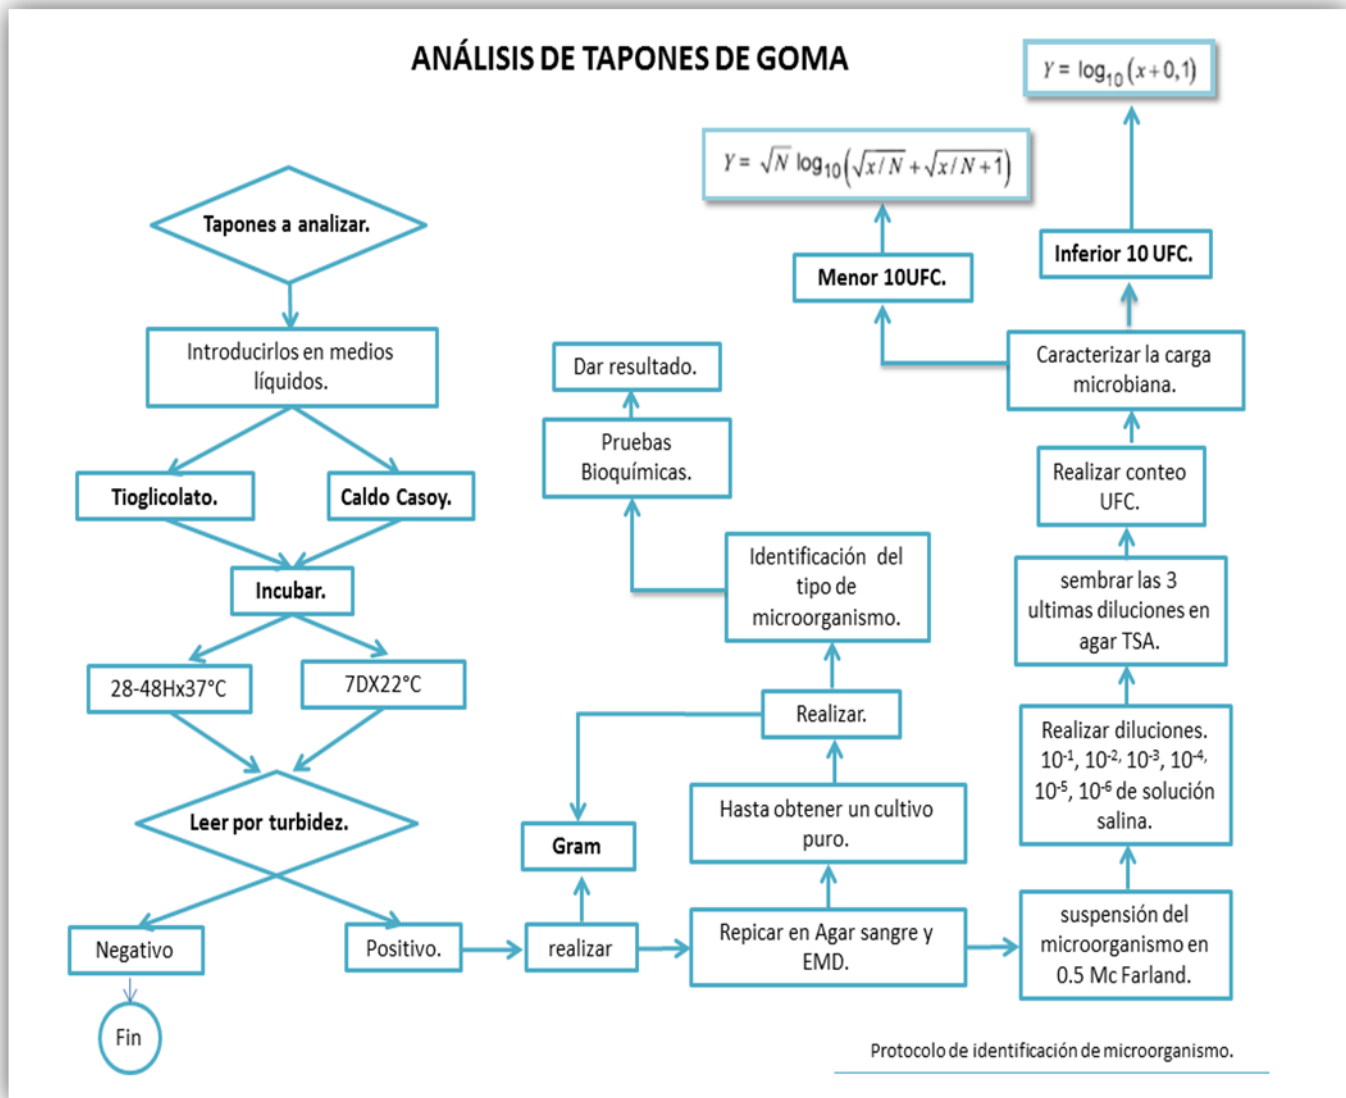 ANÁLISIS DE TAPONES DE GOMA
Y = log₁₀(x+0,1)
Y = √N log₁₀(√x/N + √x/N+1)
Tapones a analizar.
Introducirlos en medios
líquidos.
Tioglicolato.
Caldo Casoy.
Incubar.
28-48Hx37°C
7DX22°C
Leer por turbidez.
Negativo
Fin
Positivo.
realizar
Gram
Repicar en Agar sangre y
EMD.
Hasta obtener un cultivo
puro.
Realizar.
Identificación del
tipo de
microorganismo.
Pruebas
Bioquímicas.
Dar resultado.
suspensión del
microorganismo en
0.5 Mc Farland.
Realizar diluciones.
10⁻¹, 10⁻², 10⁻³, 10⁻⁴,
10⁻⁵, 10⁻⁶ de solución
salina.
sembrar las 3
ultimas diluciones en
agar TSA.
Realizar conteo
UFC.
Caracterizar la carga
microbiana.
Menor 10UFC.
Inferior 10 UFC.
Protocolo de identificación de microorganismo.